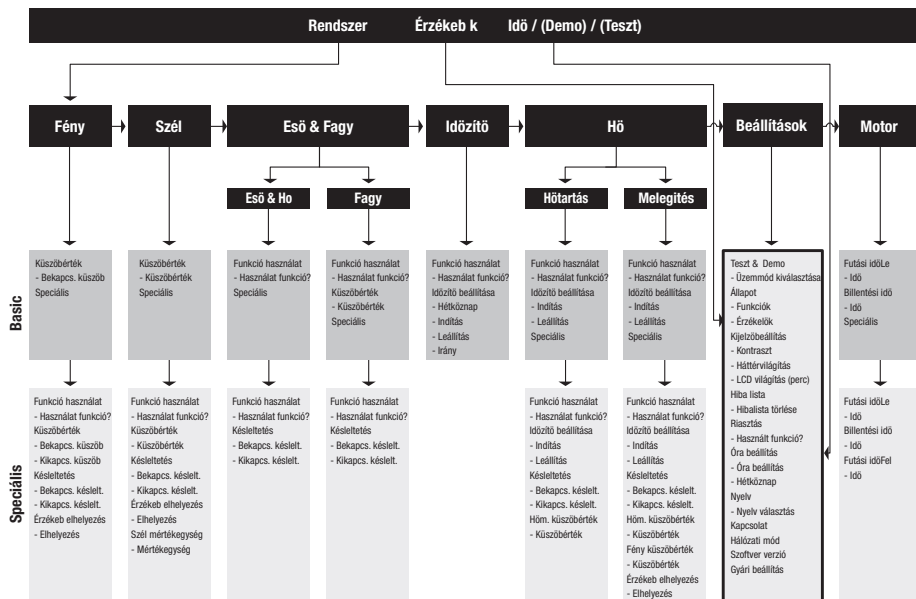 Rendszer Érzékeb k Idö / (Demo) / (Teszt)
Fény Szél Esö & Fagy Idözítö Hö Beállítások Motor
Esö & Ho Fagy Hötartás Melegítés
Basic
Küszöbérték
- Bekapcs. küszöb
Speciális
Küszöbérték
- Küszöbérték
Speciális
Funkció használat
- Használat funkció?
Speciális
Funkció használat
- Használat funkció?
Küszöbérték
- Küszöbérték
Speciális
Funkció használat
- Használat funkció?
Idözítö beállítása
- Hétköznap
- Indítás
- Leállítás
- Irány
Funkció használat
- Használat funkció?
Idözítö beállítása
- Indítás
- Leállítás
Speciális
Funkció használat
- Használat funkció?
Idözítö beállítása
- Indítás
- Leállítás
Speciális
Teszt & Demo
- Üzemmód kiválasztása
Állapot
- Funkciók
- Érzékelök
Kijelzöbeállítás
- Kontraszt
- Háttérvilágítás
- LCD világítás (perc)
Hiba lista
- Hibalista törlése
Riasztás
- Használt funkció?
Óra beállítás
- Óra beállítás
- Hétköznap
Nyelv
- Nyelv választás
Kapcsolat
Hálózati mód
Szoftver verzió
Gyári beállítás
Futási idöLe
- Idö
Billentési idö
- Idö
Speciális
Speciális
Funkció használat
- Használat funkció?
Küszöbérték
- Bekapcs. küszöb
- Kikapcs. küszöb
Késleltetés
- Bekapcs. késlelt.
- Kikapcs. késlelt.
Érzékeb elhelyezés
- Elhelyezés
Funkció használat
- Használat funkció?
Küszöbérték
- Küszöbérték
Késleltetés
- Bekapcs. késlelt.
- Kikapcs. késlelt.
Érzékeb elhelyezés
- Elhelyezés
Szél mértékegység
- Mértékegység
Funkció használat
- Használat funkció?
Késleltetés
- Bekapcs. késlelt.
- Kikapcs. késlelt.
Funkció használat
- Használat funkció?
Késleltetés
- Bekapcs. késlelt.
- Kikapcs. késlelt.
Funkció használat
- Használat funkció?
Idözítö beállítása
- Indítás
- Leállítás
Késleltetés
- Bekapcs. késlelt.
- Kikapcs. késlelt.
Höm. küszöbérték
- Küszöbérték
Funkció használat
- Használat funkció?
Idözítö beállítása
- Indítás
- Leállítás
Késleltetés
- Bekapcs. késlelt.
- Kikapcs. késlelt.
Höm. küszöbérték
- Küszöbérték
Fény küszöbérték
- Küszöbérték
Érzékeb elhelyezés
- Elhelyezés
Futási idöLe
- Idö
Billentési idö
- Idö
Futási idöFel
- Idö